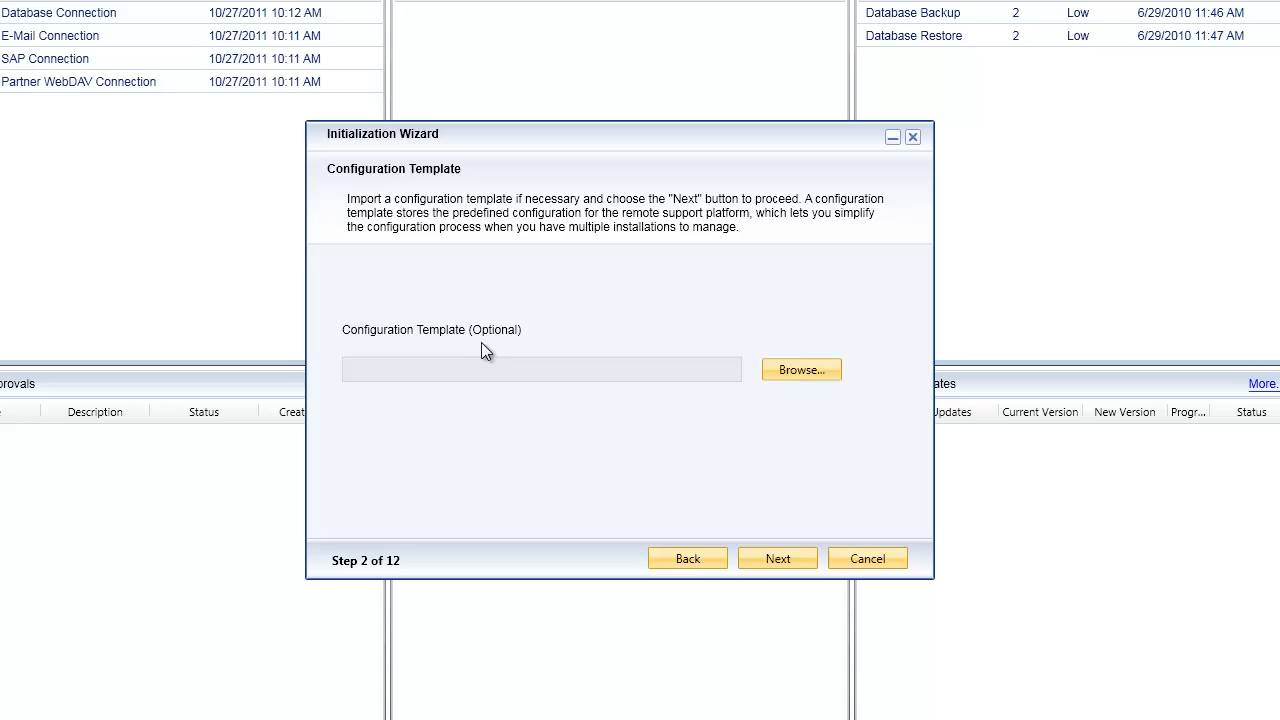 Database Connection 10/27/2011 10:12 AM
E-Mail Connection 10/27/2011 10:11 AM
SAP Connection 10/27/2011 10:11 AM
Partner WebDAV Connection 10/27/2011 10:11 AM
Database Backup 2 Low 6/29/2010 11:46 AM
Database Restore 2 Low 6/29/2010 11:47 AM
Initialization Wizard
Configuration Template
Import a configuration template if necessary and choose the "Next" button to proceed. A configuration
template stores the predefined configuration for the remote support platform, which lets you simplify
the configuration process when you have multiple installations to manage.
Configuration Template (Optional)
Browse...
Step 2 of 12 Back Next Cancel
provals
Description Status Creat
ates More.
Updates Current Version New Version Progr... Status